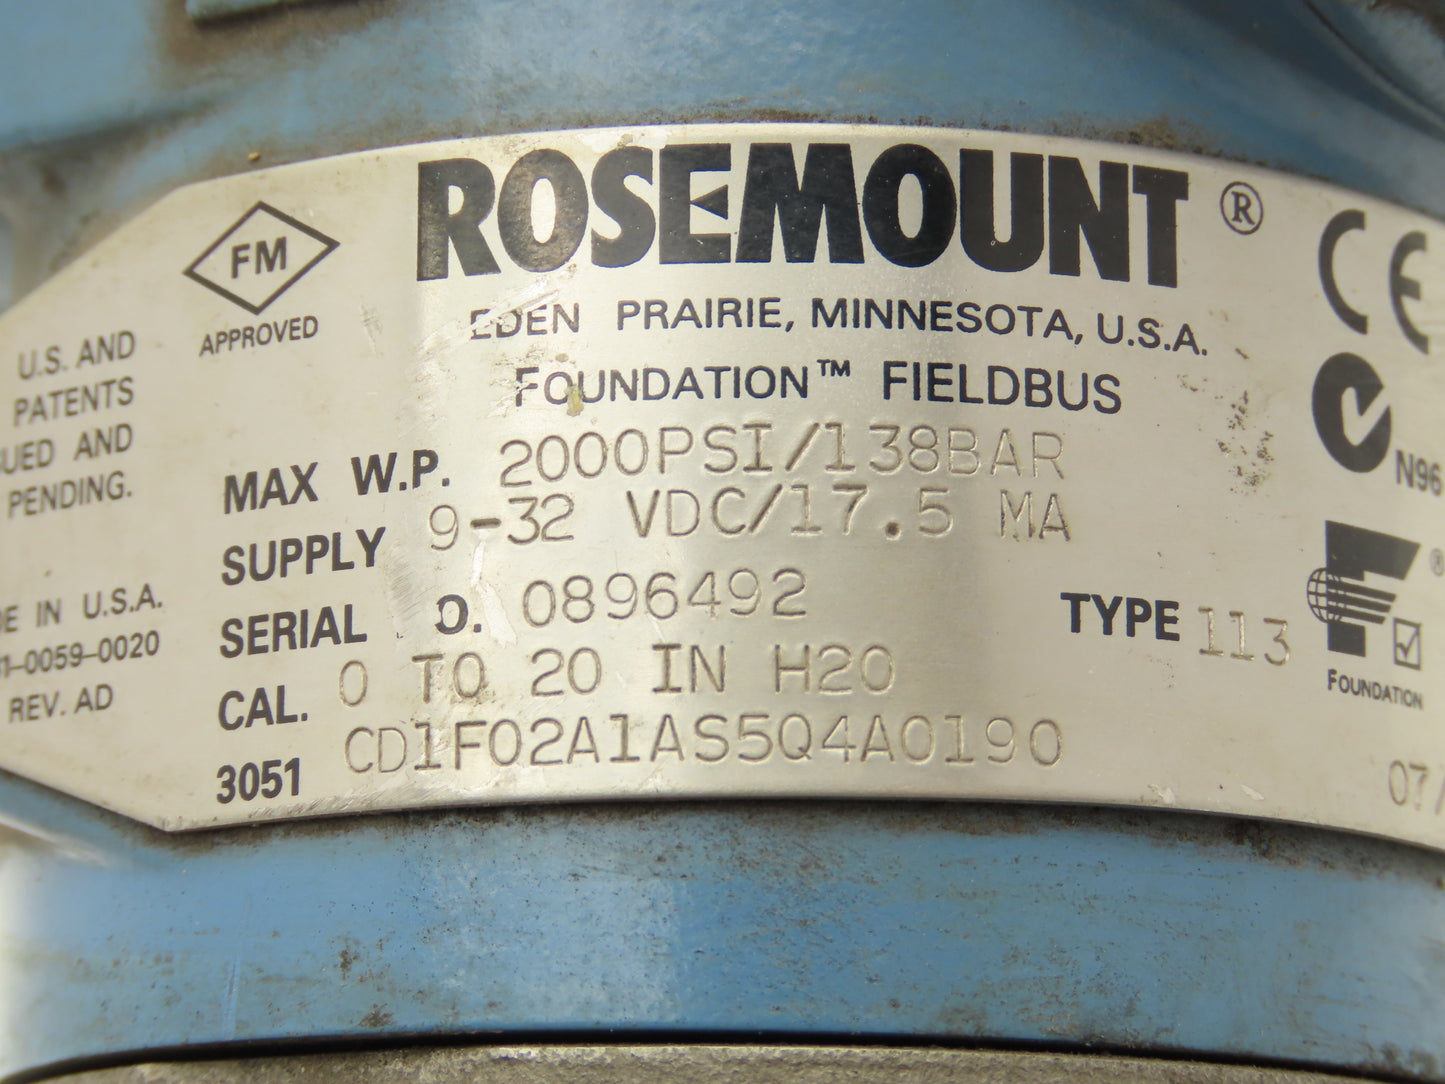 FM
APPROVED
ROSEMOUNT®
EDEN PRAIRIE, MINNESOTA, U.S.A.
FOUNDATION™ FIELDBUS
U.S. AND
PATENTS
UED AND
PENDING.
MAX W.P. 2000PSI/138BAR
SUPPLY 9-32 VDC/17.5 MA
SERIAL O. 0896492
TYPE 113
CAL. 0 TO 20 IN H20
3051 CD1F02A1AS5Q4A0190
DE IN U.S.A.
1-0059-0020
REV. AD
CE
N96
F®
FOUNDATION
07/